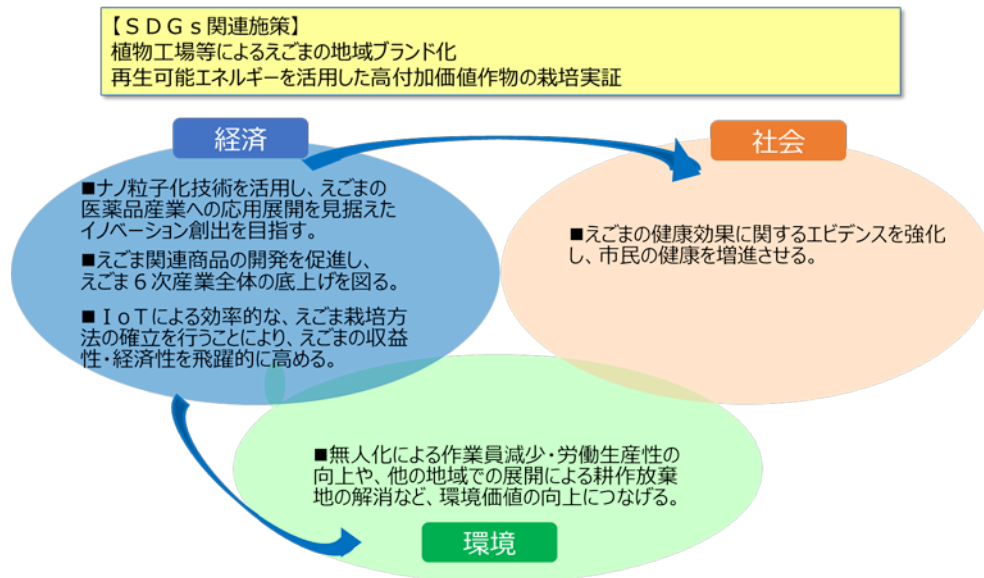 【ＳＤＧｓ関連施策】
植物工場等によるえごまの地域ブランド化
再生可能エネルギーを活用した高付加価値作物の栽培実証
経済
社会
■ナノ粒子化技術を活用し、えごまの
医薬品産業への応用展開を見据えた
イノベーション創出を目指す。
■えごま関連商品の開発を促進し、
えごま６次産業全体の底上げを図る。
■ＩｏＴによる効率的な、えごま栽培方
法の確立を行うことにより、えごまの収益
性・経済性を飛躍的に高める。
■えごまの健康効果に関するエビデンスを強化
し、市民の健康を増進させる。
■無人化による作業員減少・労働生産性の
向上や、他の地域での展開による耕作放棄
地の解消など、環境価値の向上につなげる。
環境